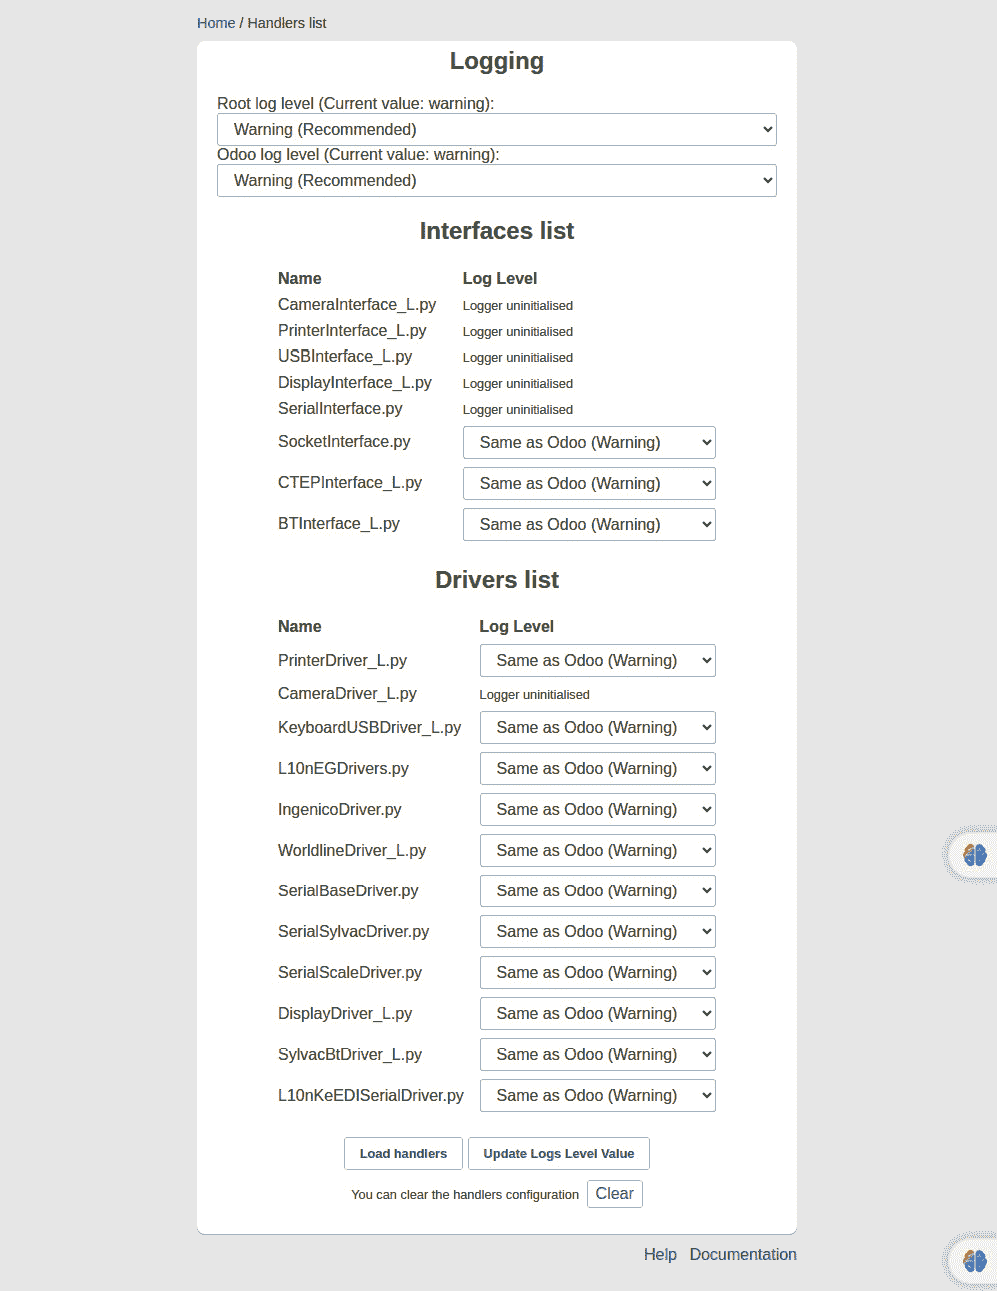 Home / Handlers list
Logging
Root log level (Current value: warning):
Warning (Recommended)
Odoo log level (Current value: warning):
Warning (Recommended)
Interfaces list
Name Log Level
CameraInterface_L.py Logger uninitialised
PrinterInterface_L.py Logger uninitialised
USBInterface_L.py Logger uninitialised
DisplayInterface_L.py Logger uninitialised
SerialInterface.py Logger uninitialised
SocketInterface.py Same as Odoo (Warning)
CTEPInterface_L.py Same as Odoo (Warning)
BTInterface_L.py Same as Odoo (Warning)
Drivers list
Name Log Level
PrinterDriver_L.py Same as Odoo (Warning)
CameraDriver_L.py Logger uninitialised
KeyboardUSBDriver_L.py Same as Odoo (Warning)
L10nEGDrivers.py Same as Odoo (Warning)
IngenicoDriver.py Same as Odoo (Warning)
WorldlineDriver_L.py Same as Odoo (Warning)
SerialBaseDriver.py Same as Odoo (Warning)
SerialSylvacDriver.py Same as Odoo (Warning)
SerialScaleDriver.py Same as Odoo (Warning)
DisplayDriver_L.py Same as Odoo (Warning)
SylvacBtDriver_L.py Same as Odoo (Warning)
L10nKeEDISerialDriver.py Same as Odoo (Warning)
Load handlers Update Logs Level Value
You can clear the handlers configuration Clear
Help Documentation